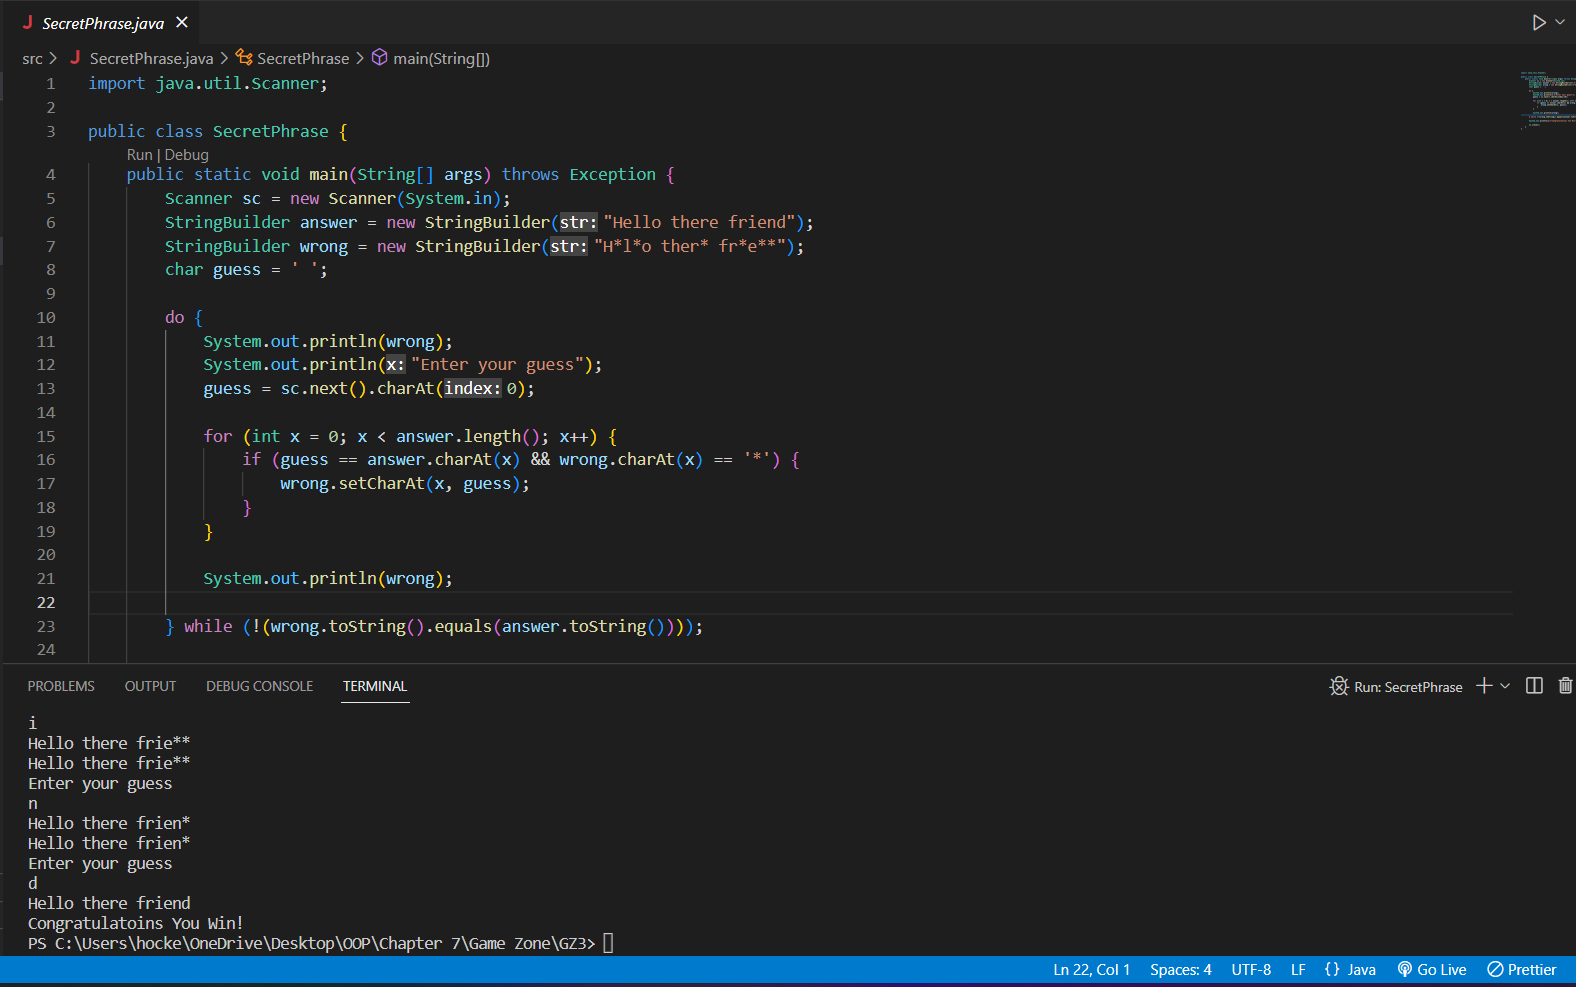 J SecretPhrase.java ×
src > J SecretPhrase.java > SecretPhrase > main(String[])
1 import java.util.Scanner;
2
3 public class SecretPhrase {
Run | Debug
4 public static void main(String[] args) throws Exception {
5 Scanner sc = new Scanner(System.in);
6 StringBuilder answer = new StringBuilder(str: "Hello there friend");
7 StringBuilder wrong = new StringBuilder(str: "H*l*o ther* fr*e**");
8 char guess = ' ';
9
10 do {
11 System.out.println(wrong);
12 System.out.println(x: "Enter your guess");
13 guess = sc.next().charAt(index: 0);
14
15 for (int x = 0; x < answer.length(); x++) {
16 if (guess == answer.charAt(x) && wrong.charAt(x) == '*') {
17 wrong.setCharAt(x, guess);
18 }
19 }
20
21 System.out.println(wrong);
22
23 } while (!(wrong.toString().equals(answer.toString())));
24
PROBLEMS OUTPUT DEBUG CONSOLE TERMINAL Run: SecretPhrase
i
Hello there frie**
Hello there frie**
Enter your guess
n
Hello there frien*
Hello there frien*
Enter your guess
d
Hello there friend
Congratulatoins You Win!
PS C:\Users\hocke\OneDrive\Desktop\OOP\Chapter 7\Game Zone\GZ3>
Ln 22, Col 1 Spaces: 4 UTF-8 LF {} Java Go Live Prettier